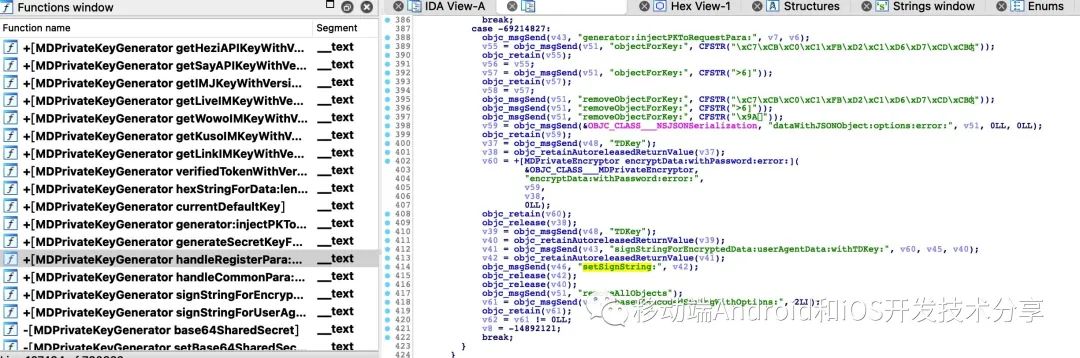 Functions window
Function name Segment
+[MDPrivateKeyGenerator getHeziAPIKeyWithV... __text
+[MDPrivateKeyGenerator getSayAPIKeyWithVe... __text
+[MDPrivateKeyGenerator getIMJKeyWithVersi... __text
+[MDPrivateKeyGenerator getLiveIMKeyWithVe... __text
+[MDPrivateKeyGenerator getWowoIMKeyWithV... __text
+[MDPrivateKeyGenerator getKusoIMKeyWithV... __text
+[MDPrivateKeyGenerator getLinkIMKeyWithVe... __text
+[MDPrivateKeyGenerator verifiedTokenWithVer... __text
+[MDPrivateKeyGenerator hexStringForData:len... __text
+[MDPrivateKeyGenerator currentDefaultKey] __text
+[MDPrivateKeyGenerator generator:injectPKTo... __text
+[MDPrivateKeyGenerator generateSecretKeyF... __text
+[MDPrivateKeyGenerator handleRegisterPara:... __text
+[MDPrivateKeyGenerator handleCommonPara:... __text
+[MDPrivateKeyGenerator signStringForEncryp... __text
+[MDPrivateKeyGenerator signStringForUserAg... __text
-[MDPrivateKeyGenerator base64SharedSecret] __text
-[MDPrivateKeyGenerator setBase64SharedSec... __text
IDA View-A Hex View-1 Structures Strings window Enums
386 break;
387 case -69214827:
388 objc_msgSend(v43, "generator:injectPKToRequestPara:", v7, v6);
389 v55 = objc_msgSend(v51, "objectForKey:", CFSTR("\xC7\xCB\xC0\xC1\xFB\xD2\xC1\xD6\xD7\xCD\xCB
390 objc_retain(v55);
391 v56 = v55;
392 v57 = objc_msgSend(v51, "objectForKey:", CFSTR(">6]"));
393 objc_retain(v57);
394 v58 = v57;
395 objc_msgSend(v51, "removeObjectForKey:", CFSTR("\xC7\xCB\xC0\xC1\xFB\xD2\xC1\xD6\xD7\xCD\xCB
396 objc_msgSend(v51, "removeObjectForKey:", CFSTR(">6]"));
397 objc_msgSend(v51, "removeObjectForKey:", CFSTR("\x9A
398 v59 = objc_msgSend(&OBJC_CLASS___NSJSONSerialization, "dataWithJSONObject:options:error:", v51, 0LL, 0LL);
399 objc_retain(v59);
400 v37 = objc_msgSend(v48, "TDKey");
401 v38 = objc_retainAutoreleasedReturnValue(v37);
402 v60 = +[MDPrivateEncryptor encryptData:withPassword:error:](
403 &OBJC_CLASS___MDPrivateEncryptor,
404 "encryptData:withPassword:error:",
405 v59,
406 v38,
407 0LL);
408 objc_retain(v60);
409 objc_release(v38);
410 v39 = objc_msgSend(v48, "TDKey");
411 v40 = objc_retainAutoreleasedReturnValue(v39);
412 v41 = objc_msgSend(v43, "signStringForEncryptedData:userAgentData:withTDKey:", v60, v45, v40);
413 v42 = objc_retainAutoreleasedReturnValue(v41);
414 objc_msgSend(v46, "setSignString:", v42);
415 objc_release(v42);
416 objc_release(v40);
417 objc_msgSend(v51, "removeAllObjects");
418 v61 = objc_msgSend(
419 objc_retain(v61);
420 v62 = v61 != 0LL;
421 v8 = -14892121;
422 break;
423 }
424 }
移动端Android和iOS开发技术分享